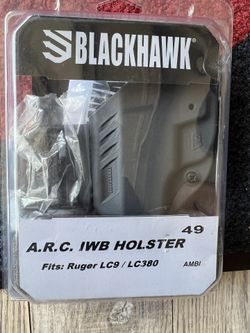 BLACKHAWK
49
A.R.C. IWB HOLSTER
Fits: Ruger LC9 / LC380
AMBI